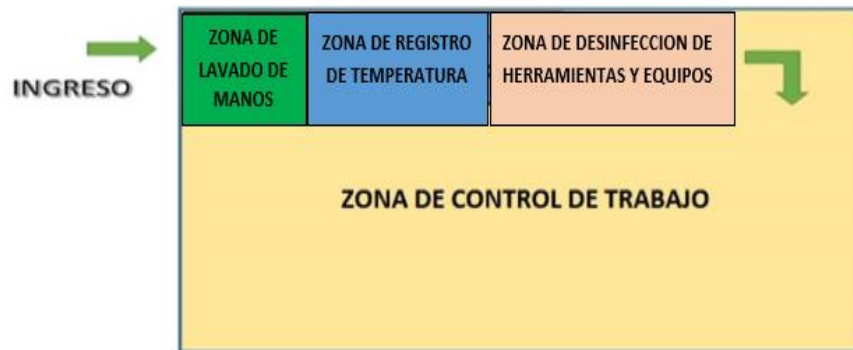 INGRESO
ZONA DE
LAVADO DE
MANOS
ZONA DE REGISTRO
DE TEMPERATURA
ZONA DE DESINFECCION DE
HERRAMIENTAS Y EQUIPOS
ZONA DE CONTROL DE TRABAJO